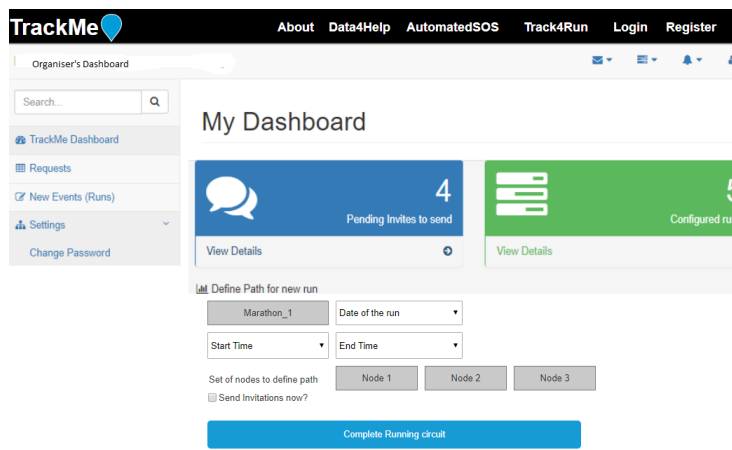 TrackMe
About Data4Help AutomatedSOS Track4Run Login Register
Organiser's Dashboard
Search...
My Dashboard
TrackMe Dashboard
Requests
New Events (Runs)
Settings
Change Password
4
Pending Invites to send
View Details
Configured
View Details
Define Path for new run
Marathon_1
Date of the run
Start Time
End Time
Set of nodes to define path
Node 1
Node 2
Node 3
Send Invitations now?
Complete Running circuit